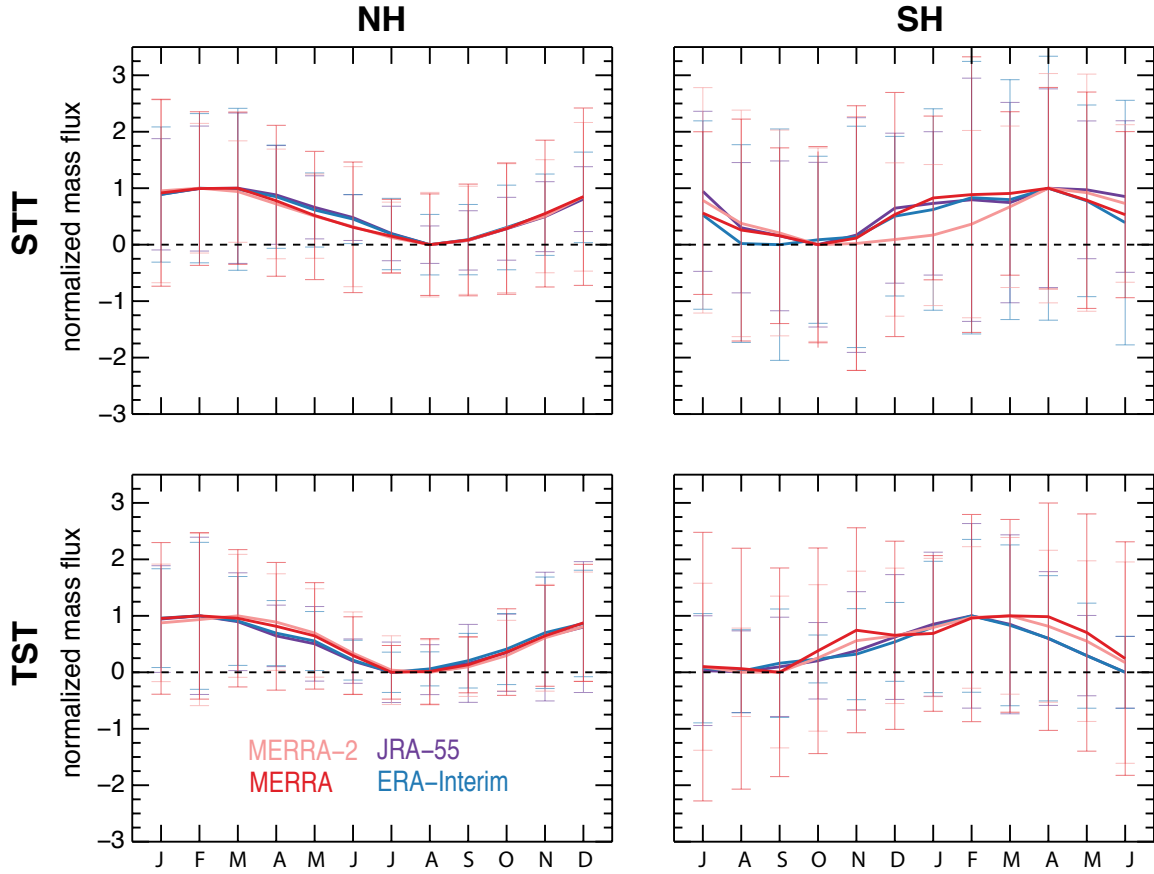 NH SH
STT
normalized mass flux
3
2
1
0
−1
−2
−3
TST
normalized mass flux
3
2
1
0
−1
−2
−3
MERRA−2 JRA−55
MERRA ERA−Interim
J F M A M J J A S O N D
J A S O N D J F M A M J